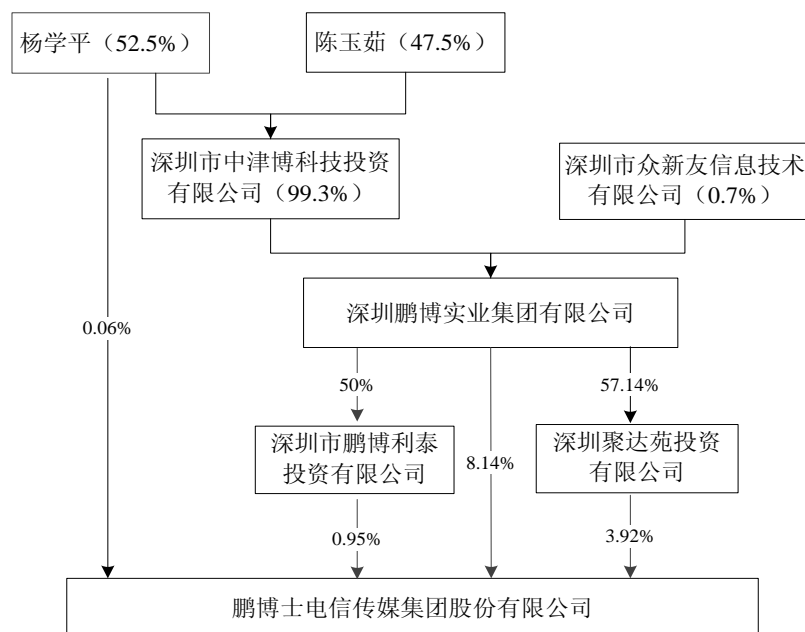 杨学平（52.5%）
陈玉茹（47.5%）
深圳市中津博科技投资
有限公司（99.3%）
深圳市众新友信息技术
有限公司（0.7%）
深圳鹏博实业集团有限公司
0.06%
50%
57.14%
深圳市鹏博利泰
投资有限公司
8.14%
深圳聚达苑投资
有限公司
0.95%
3.92%
鹏博士电信传媒集团股份有限公司